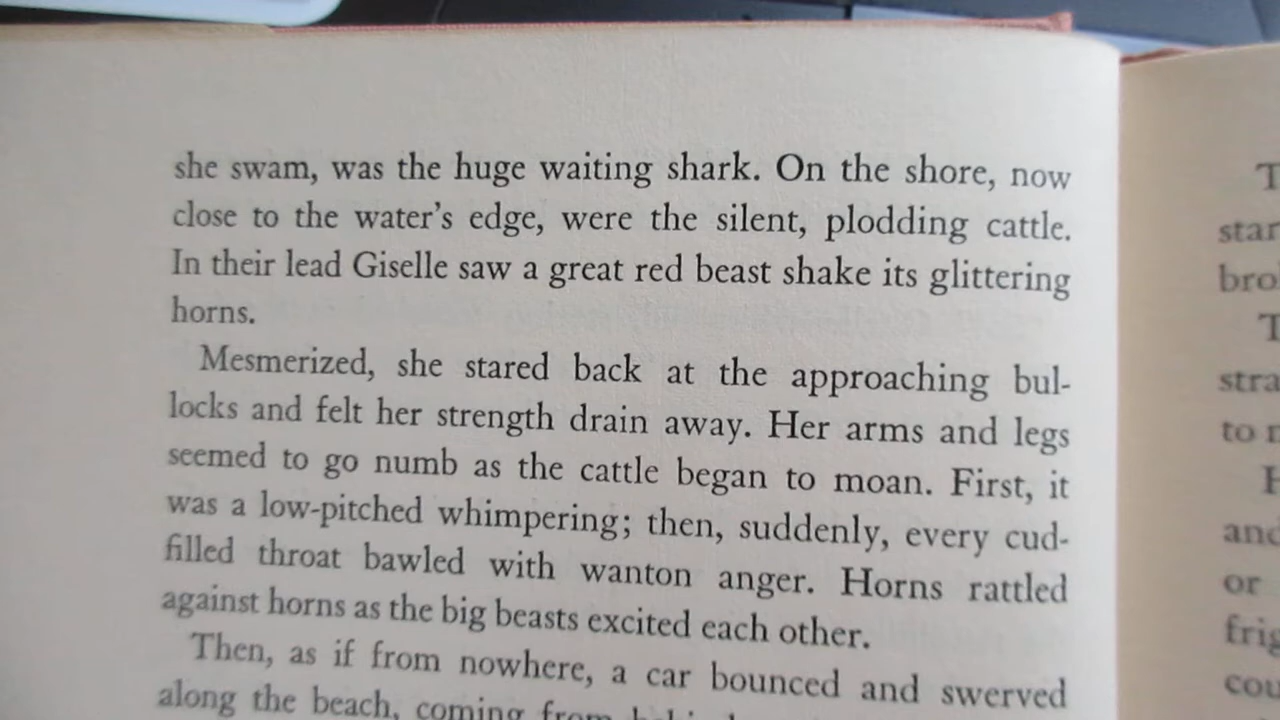 she swam, was the huge waiting shark. On the shore, now
close to the water's edge, were the silent, plodding cattle.
In their lead Giselle saw a great red beast shake its glittering
horns.
Mesmerized, she stared back at the approaching bul-
locks and felt her strength drain away. Her arms and legs
seemed to go numb as the cattle began to moan. First, it
was a low-pitched whimpering; then, suddenly, every cud-
filled throat bawled with wanton anger. Horns rattled
against horns as the big beasts excited each other.
Then, as if from nowhere, a car bounced and swerved
along the beach, coming from
to
or